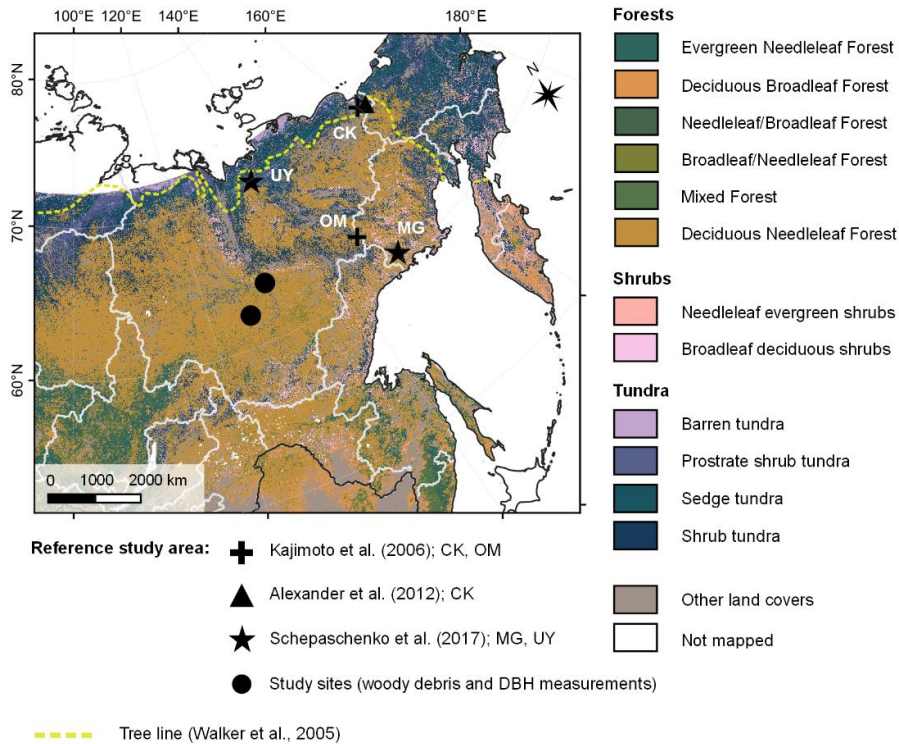 100°E 120°E 140°E 160°E 180°E
80°N
70°N
60°N
N
CK
UY
OM
MG
0 1000 2000 km
140°E 160°E
Forests
Evergreen Needleleaf Forest
Deciduous Broadleaf Forest
Needleleaf/Broadleaf Forest
Broadleaf/Needleleaf Forest
Mixed Forest
Deciduous Needleleaf Forest
Shrubs
Needleleaf evergreen shrubs
Broadleaf deciduous shrubs
Tundra
Barren tundra
Prostrate shrub tundra
Sedge tundra
Shrub tundra
Other land covers
Not mapped
Reference study area:
Kajimoto et al. (2006); CK, OM
Alexander et al. (2012); CK
Schepaschenko et al. (2017); MG, UY
Study sites (woody debris and DBH measurements)
Tree line (Walker et al., 2005)